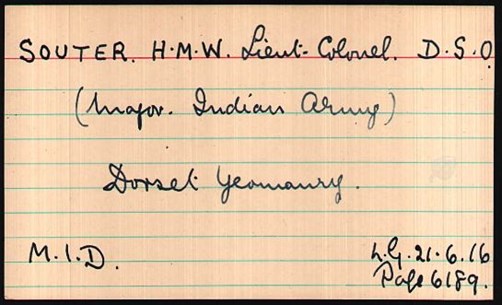 SOUTER. H.M.W. Lieut-Colonel. D.S.O.
(Major. Indian Army)
Dorset Yeomanry.
M.I.D.
L.G. 21.6.16
Page 6189.